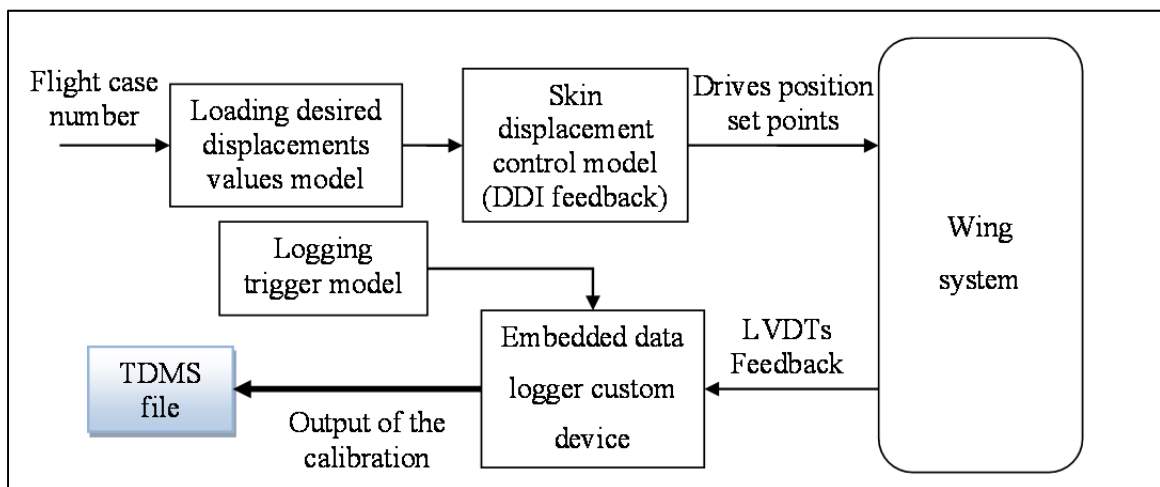 Flight case
number
Loading desired
displacements
values model
Skin
displacement
control model
(DDI feedback)
Drives position
set points
Wing
system
Logging
trigger model
Embedded data
logger custom
device
LVDTs
Feedback
TDMS
file
Output of the
calibration